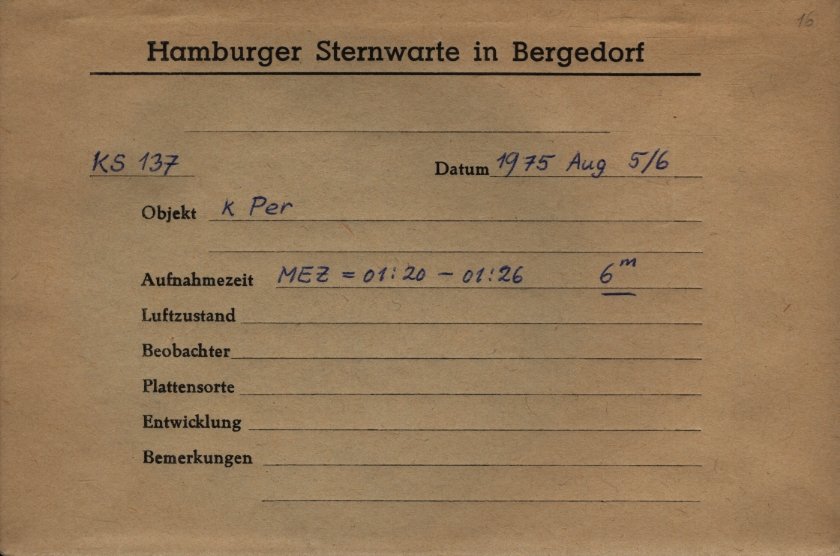 16
Hamburger Sternwarte in Bergedorf
KS 137 Datum 1975 Aug 5/6
Objekt κ Per
Aufnahmezeit MEZ = 01:20 - 01:26 6ᵐ
Luftzustand
Beobachter
Plattensorte
Entwicklung
Bemerkungen